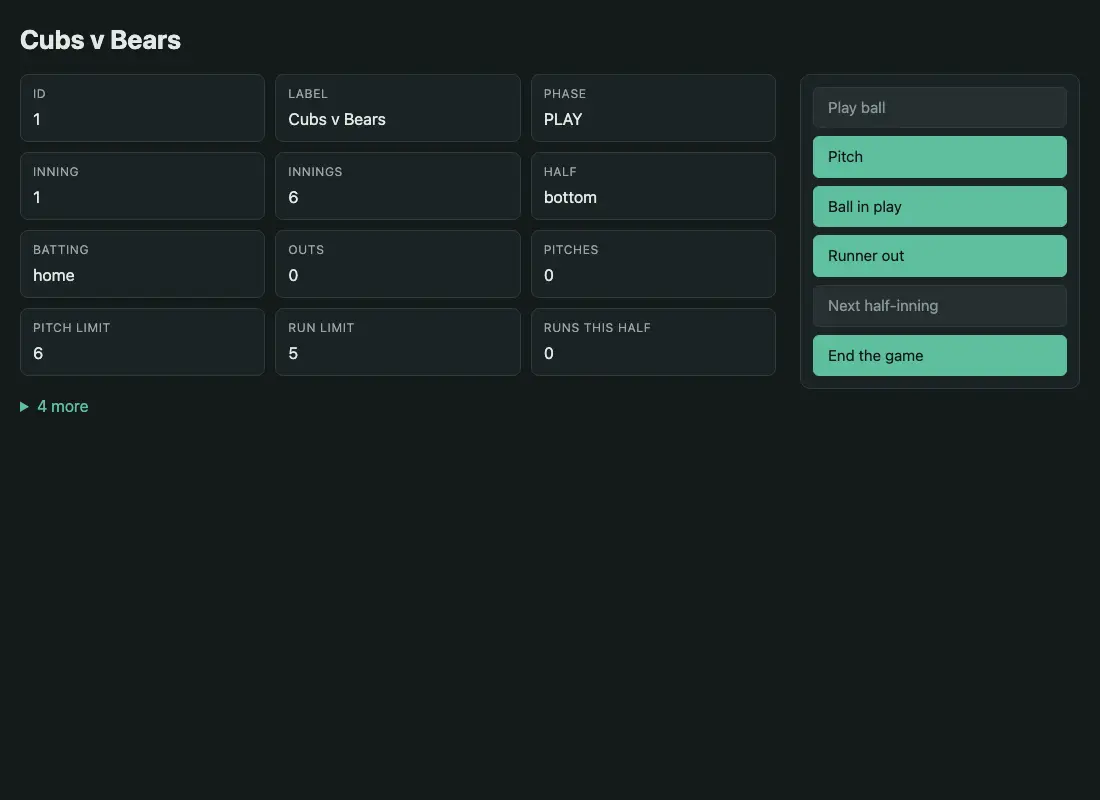 Cubs v Bears
ID
1
LABEL
Cubs v Bears
PHASE
PLAY
INNING
1
INNINGS
6
HALF
bottom
BATTING
home
OUTS
0
PITCHES
0
PITCH LIMIT
6
RUN LIMIT
5
RUNS THIS HALF
0
4 more
Play ball
Pitch
Ball in play
Runner out
Next half-inning
End the game